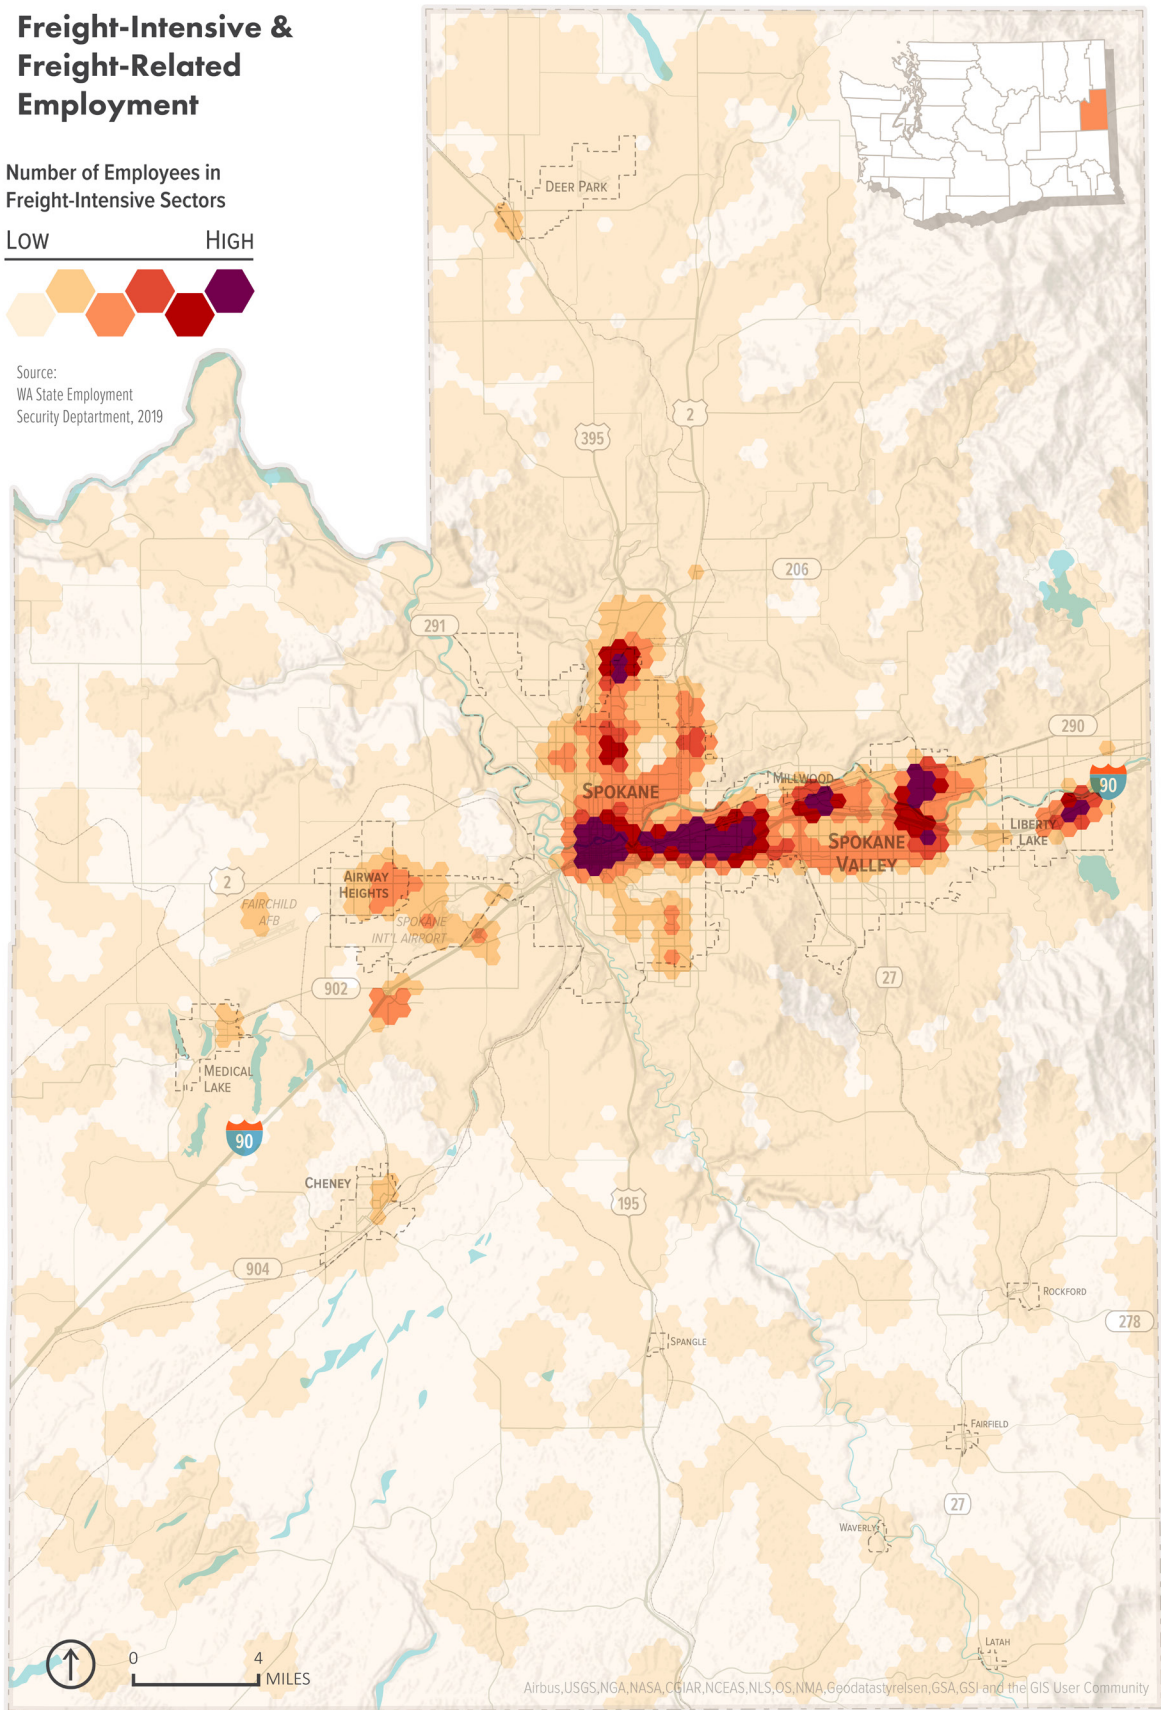 Freight-Intensive &
Freight-Related
Employment
Number of Employees in
Freight-Intensive Sectors
LOW HIGH
Source:
WA State Employment
Security Deptartment, 2019
DEER PARK
2
395
206
291
290
MILLWOOD
90
SPOKANE
LIBERTY
LAKE
SPOKANE
VALLEY
2
AIRWAY
HEIGHTS
FAIRCHILD
AFB
SPOKANE
INT'L AIRPORT
902
27
MEDICAL
LAKE
90
CHENEY
195
904
ROCKFORD
278
SPANGLE
FAIRFIELD
27
WAVERLY
LATAH
0 4
MILES
Airbus,USGS,NGA,NASA,CGIAR,NCEAS,NLS,OS,NMA,Geodatastyrelsen,GSA,GSI and the GIS User Community